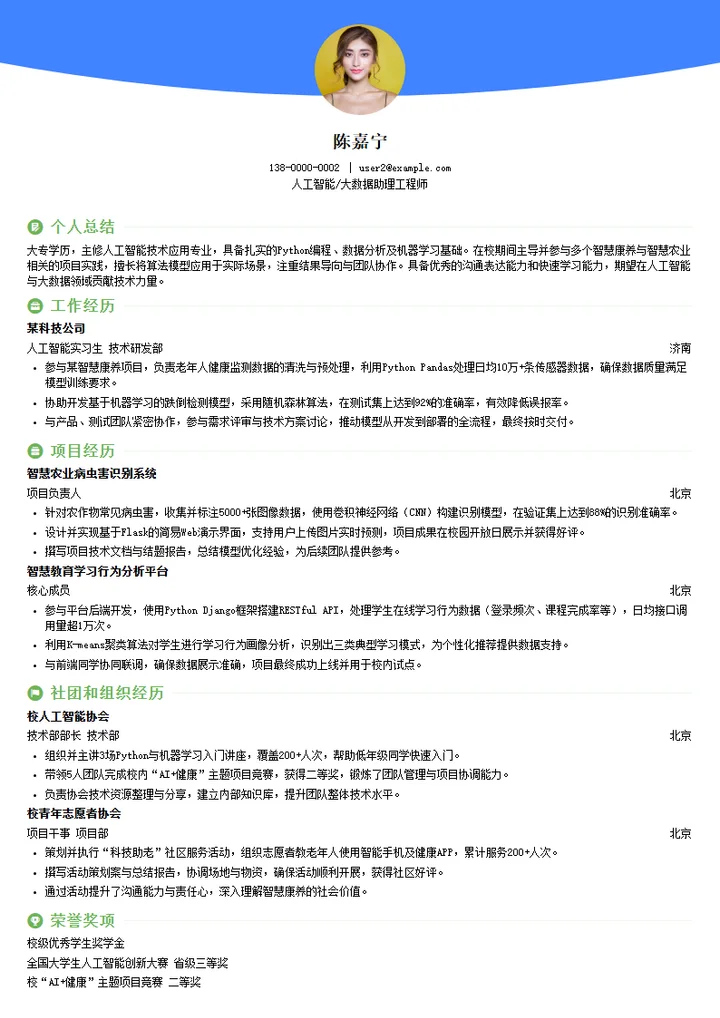 陈嘉宁
138-0000-0002 | user2@example.com
人工智能/大数据助理工程师
个人总结
大专学历，主修人工智能技术应用专业，具备扎实的Python编程、数据分析及机器学习基础。在校期间主导并参与多个智慧康养与智慧农业
相关的项目实践，擅长将算法模型应用于实际场景，注重结果导向与团队协作。具备优秀的沟通表达能力和快速学习能力，期望在人工智能
与大数据领域贡献技术力量。
工作经历
某科技公司
人工智能实习生 技术研发部 济南
• 参与某智慧康养项目，负责老年人健康监测数据的清洗与预处理，利用Python Pandas处理日均10万+条传感器数据，确保数据质量满足
模型训练要求。
• 协助开发基于机器学习的跌倒检测模型，采用随机森林算法，在测试集上达到92%的准确率，有效降低误报率。
• 与产品、测试团队紧密协作，参与需求评审与技术方案讨论，推动模型从开发到部署的全流程，最终按时交付。
项目经历
智慧农业病虫害识别系统
项目负责人 北京
• 针对农作物常见病虫害，收集并标注5000+张图像数据，使用卷积神经网络（CNN）构建识别模型，在验证集上达到88%的识别准确率。
• 设计并实现基于Flask的简易Web演示界面，支持用户上传图片实时预测，项目成果在校园开放日展示并获得好评。
• 撰写项目技术文档与结题报告，总结模型优化经验，为后续团队提供参考。
智慧教育学习行为分析平台
核心成员 北京
• 参与平台后端开发，使用Python Django框架搭建RESTful API，处理学生在线学习行为数据（登录频次、课程完成率等），日均接口调
用量超1万次。
• 利用K-means聚类算法对学生进行学习行为画像分析，识别出三类典型学习模式，为个性化推荐提供数据支持。
• 与前端同学协同联调，确保数据展示准确，项目最终成功上线并用于校内试点。
社团和组织经历
校人工智能协会
技术部部长 技术部 北京
• 组织并主讲3场Python与机器学习入门讲座，覆盖200+人次，帮助低年级同学快速入门。
• 带领5人团队完成校内“AI+健康”主题项目竞赛，获得二等奖，锻炼了团队管理与项目协调能力。
• 负责协会技术资源整理与分享，建立内部知识库，提升团队整体技术水平。
校青年志愿者协会
项目干事 项目部 北京
• 策划并执行“科技助老”社区服务活动，组织志愿者教老年人使用智能手机及健康APP，累计服务200+人次。
• 撰写活动策划案与总结报告，协调场地与物资，确保活动顺利开展，获得社区好评。
• 通过活动提升了沟通能力与责任心，深入理解智慧康养的社会价值。
荣誉奖项
校级优秀学生奖学金
全国大学生人工智能创新大赛 省级三等奖
校“AI+健康”主题项目竞赛 二等奖